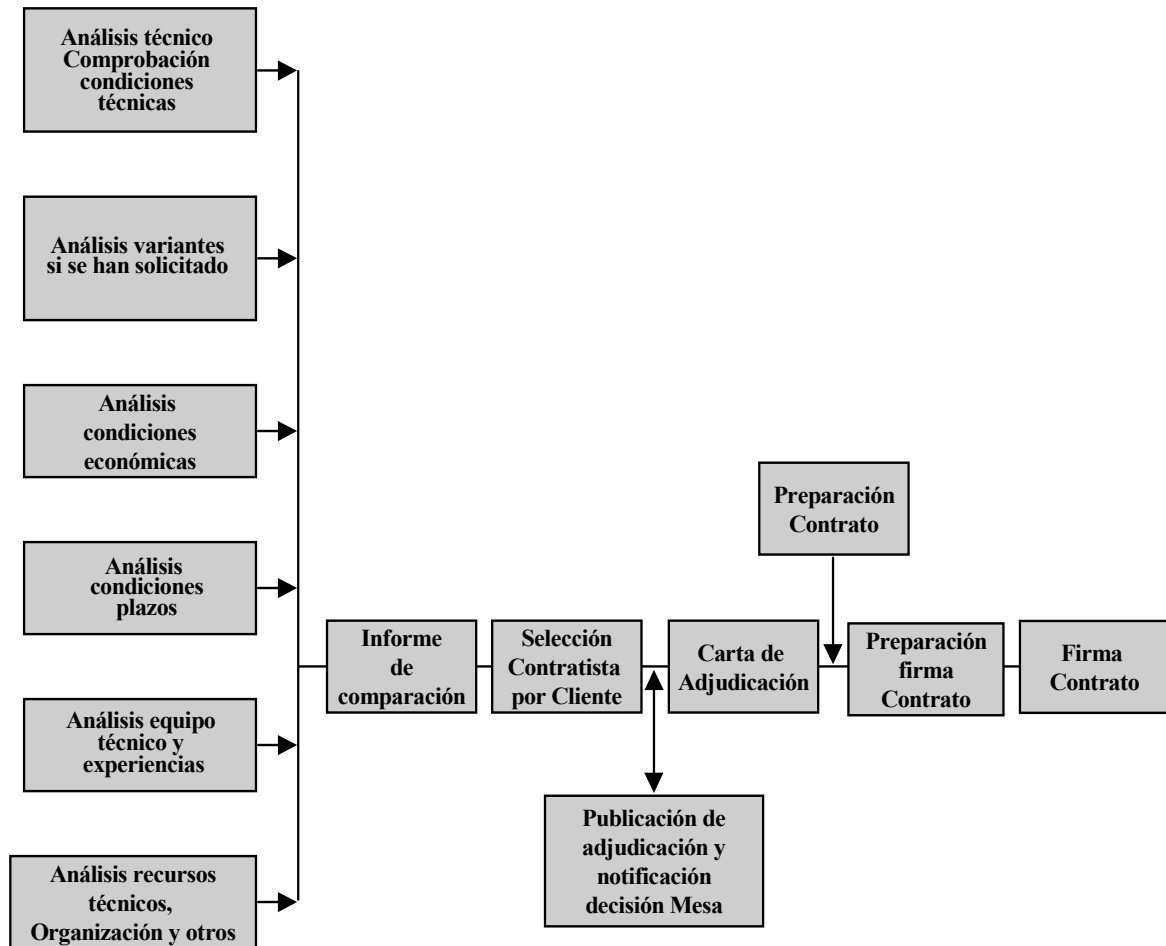 Análisis técnico
Comprobación
condiciones
técnicas
Análisis variantes
si se han solicitado
Análisis
condiciones
económicas
Análisis
condiciones
plazos
Análisis equipo
técnico y
experiencias
Análisis recursos
técnicos,
Organización y otros
Informe
de
comparación
Selección
Contratista
por Cliente
Publicación de
adjudicación y
notificación
decisión Mesa
Carta de
Adjudicación
Preparación
Contrato
Preparación
firma
Contrato
Firma
Contrato